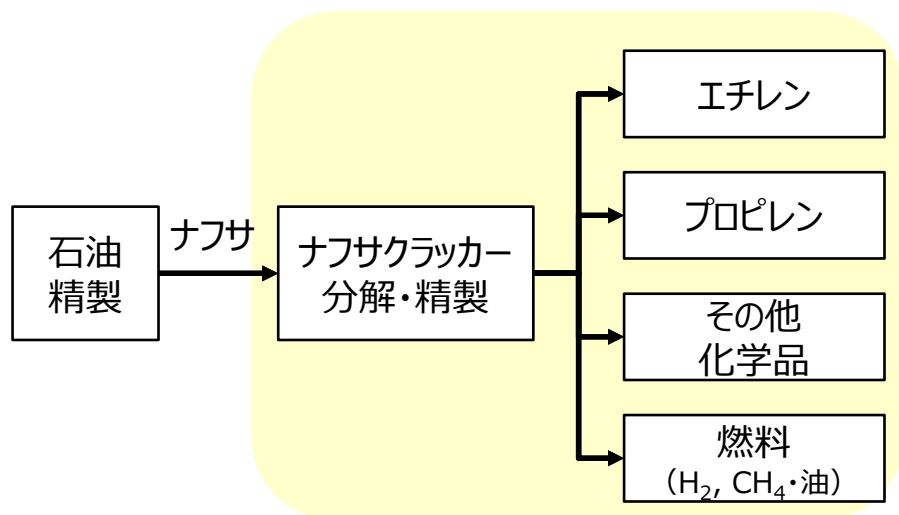 石油
精製
ナフサ
ナフサクラッカー
分解・精製
エチレン
プロピレン
その他
化学品
燃料
（H₂, CH₄・油）